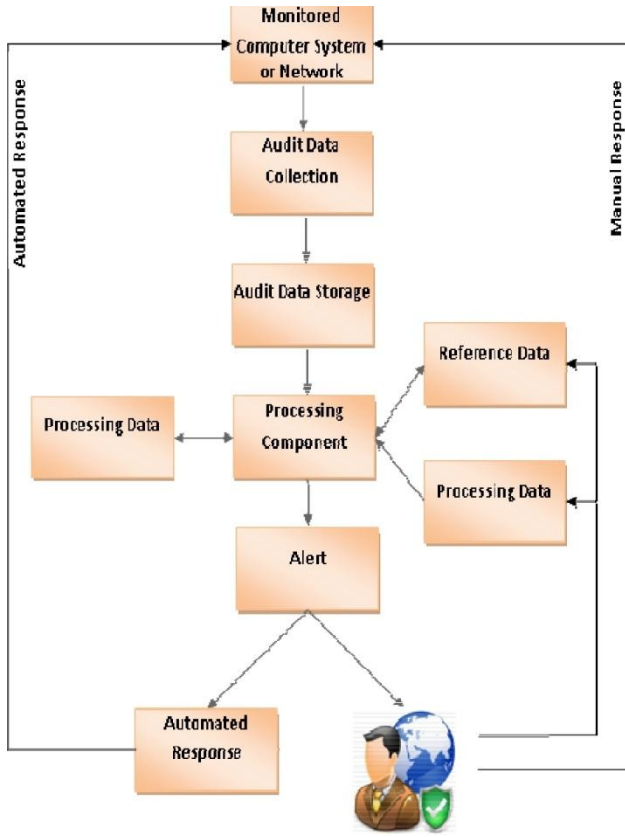 Monitored
Computer System
or Network
Automated Response
Manual Response
Audit Data
Collection
Audit Data Storage
Reference Data
Processing Data
Processing
Component
Processing Data
Alert
Automated
Response